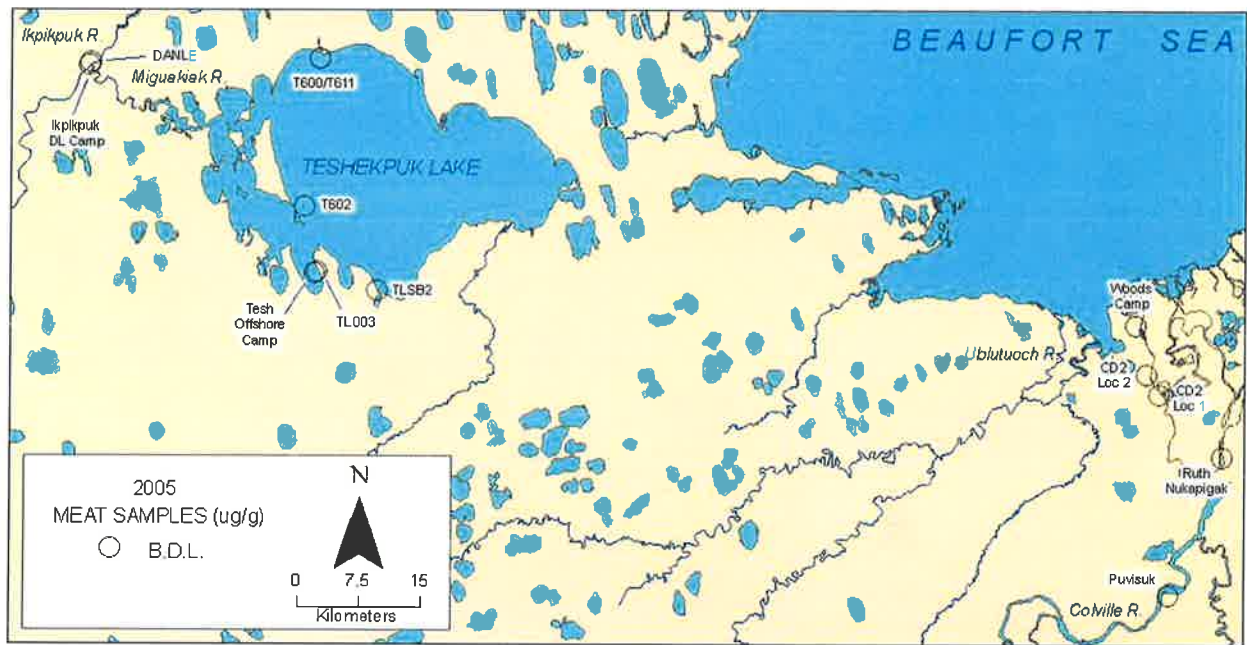 Ikpikpuk R.
DANLE
Miguakiak R.
T600/T611
BEAUFORT SEA
Ikpikpuk
DL Camp
TESHEKPUK LAKE
T602
TLSB2
Tesh
Offshore
Camp
TL003
Woods
Camp
Ublutuoch R.
CD2
Loc 2
CD2
Loc 1
Ruth
Nukapigak
Puvisuk
Colville R.
2005
MEAT SAMPLES (ug/g)
B.D.L.
N
0 7.5 15
Kilometers